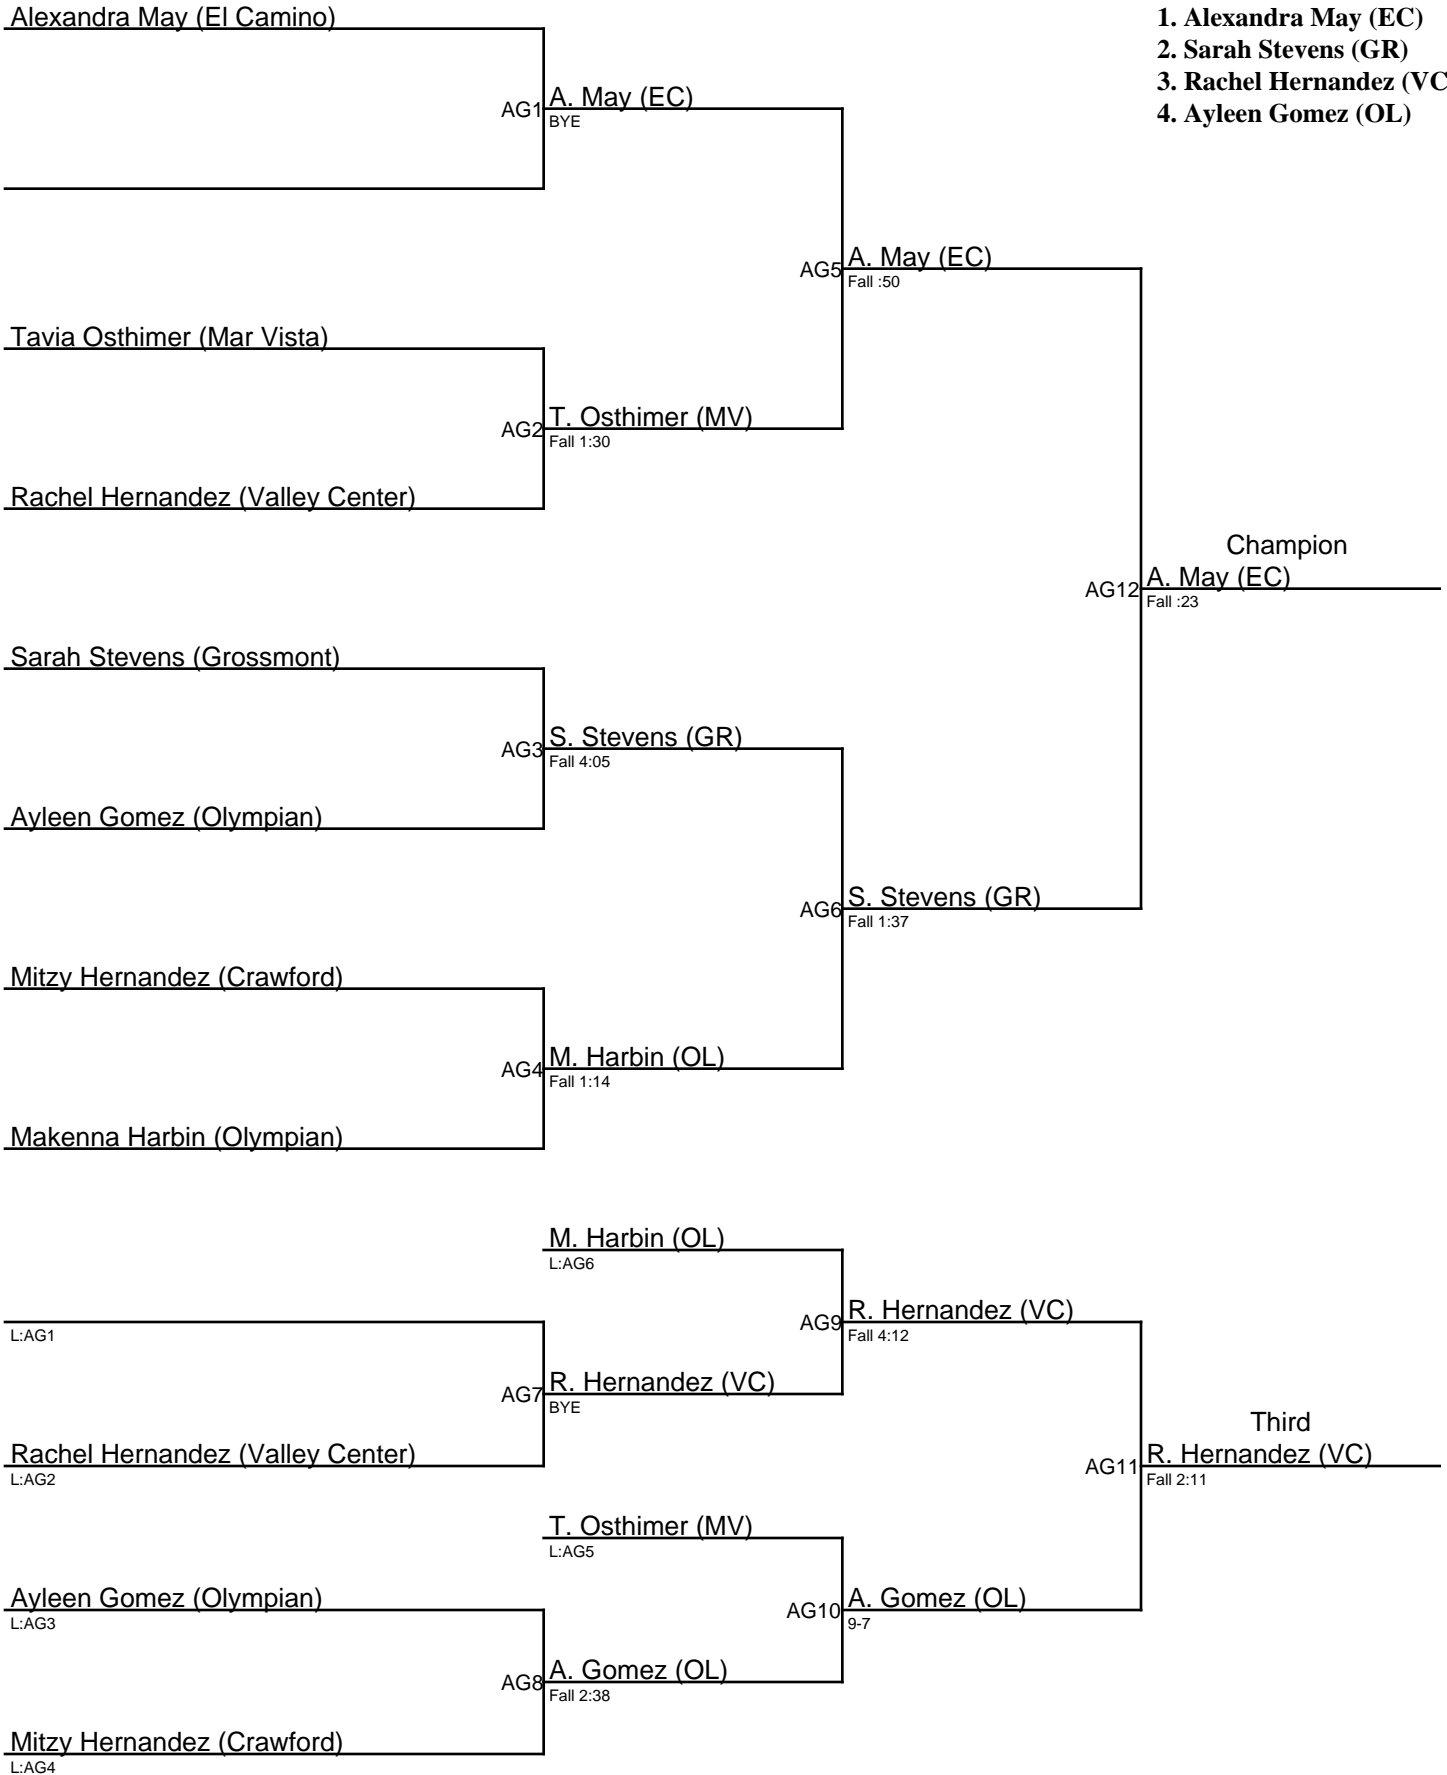 Alexandra May (El Camino)
1. Alexandra May (EC)
2. Sarah Stevens (GR)
3. Rachel Hernandez (VC
4. Ayleen Gomez (OL)
AG1 A. May (EC)
BYE
AG5 A. May (EC)
Fall :50
Tavia Osthimer (Mar Vista)
AG2 T. Osthimer (MV)
Fall 1:30
Rachel Hernandez (Valley Center)
Champion
AG12 A. May (EC)
Fall :23
Sarah Stevens (Grossmont)
AG3 S. Stevens (GR)
Fall 4:05
Ayleen Gomez (Olympian)
AG6 S. Stevens (GR)
Fall 1:37
Mitzy Hernandez (Crawford)
AG4 M. Harbin (OL)
Fall 1:14
Makenna Harbin (Olympian)
M. Harbin (OL)
L:AG6
AG9 R. Hernandez (VC)
Fall 4:12
L:AG1
AG7 R. Hernandez (VC)
BYE
Third
Rachel Hernandez (Valley Center)
L:AG2
AG11 R. Hernandez (VC)
Fall 2:11
T. Osthimer (MV)
L:AG5
Ayleen Gomez (Olympian)
L:AG3
AG10 A. Gomez (OL)
9-7
AG8 A. Gomez (OL)
Fall 2:38
Mitzy Hernandez (Crawford)
L:AG4